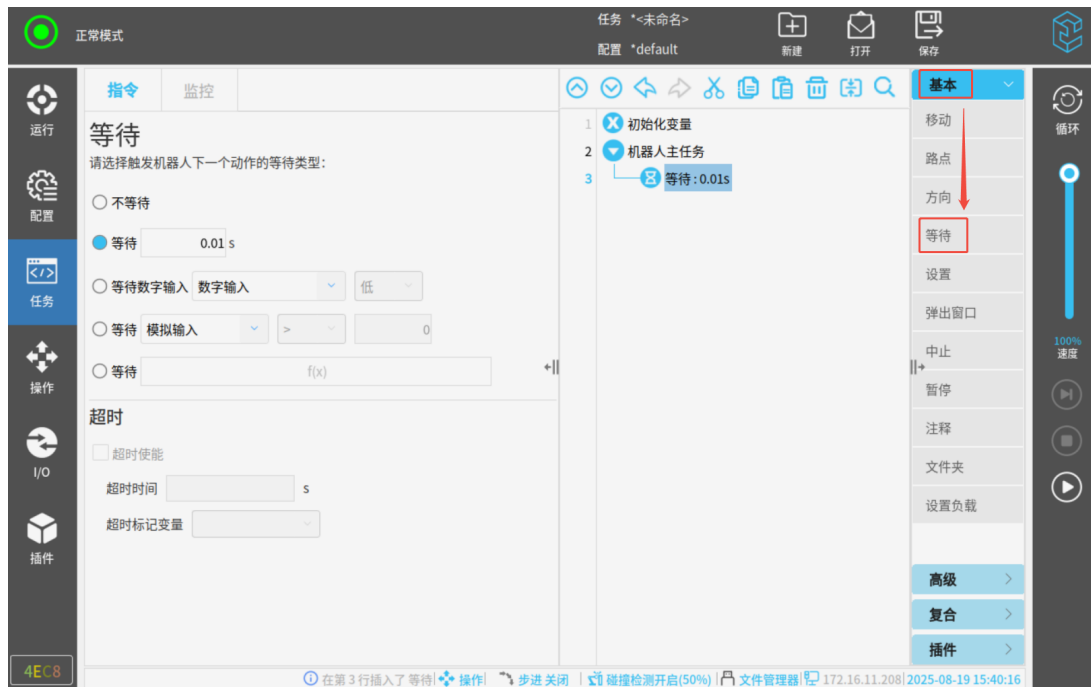 正常模式
任务 *<未命名>
配置 *default
新建
打开
保存
运行
配置
任务
操作
I/O
插件
4EC8
指令 监控
等待
请选择触发机器人下一个动作的等待类型:
不等待
等待 0.01 s
等待数字输入 数字输入 低
等待 模拟输入 > 0
等待 f(x)
超时
超时使能
超时时间 s
超时标记变量
1 初始化变量
2 机器人主任务
3 等待:0.01s
基本
移动
路点
方向
等待
设置
弹出窗口
中止
暂停
注释
文件夹
设置负载
高级
复合
插件
循环
100%
速度
在第 3 行插入了 等待 操作 步进 关闭 碰撞检测开启(50%) 文件管理器 172.16.11.208 2025-08-19 15:40:16